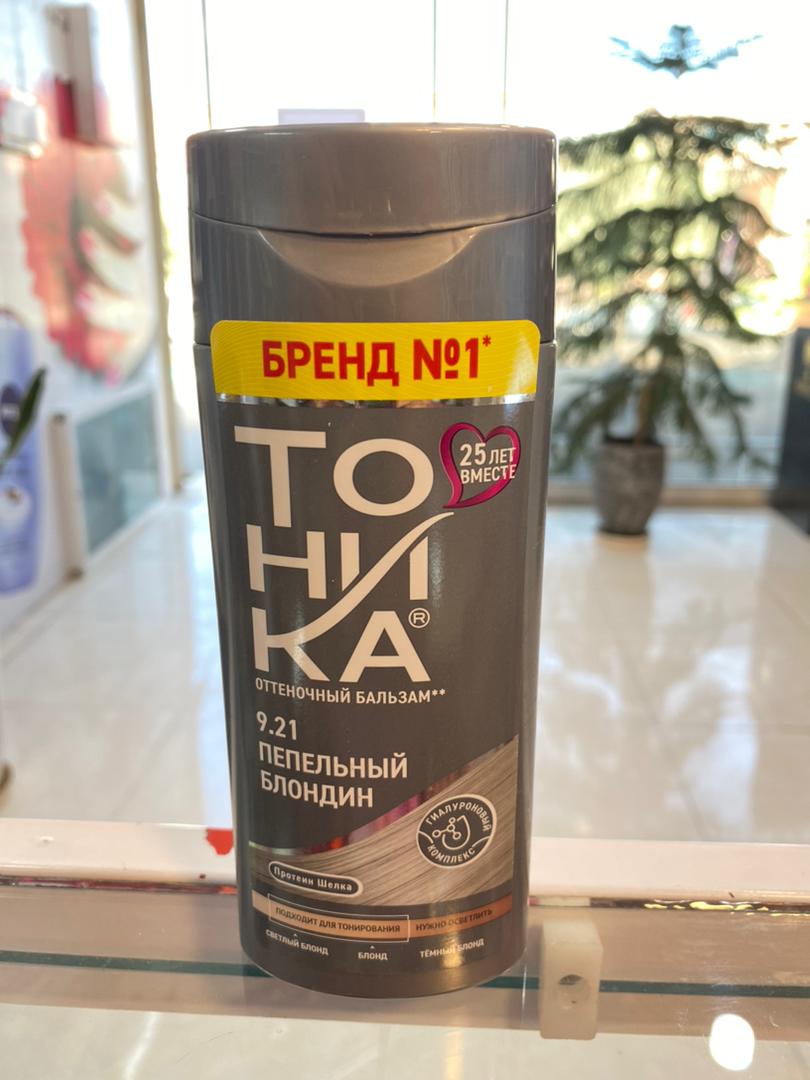 БРЕНД №1*
ТО
НИ
КА®
25 ЛЕТ
ВМЕСТЕ
ОТТЕНОЧНЫЙ БАЛЬЗАМ**
9.21
ПЕПЕЛЬНЫЙ
БЛОНДИН
ГИАЛУРОНОВЫЙ
КОМПЛЕКС
Протеин Шелка
ПОДХОДИТ ДЛЯ ТОНИРОВАНИЯ НУЖНО ОСВЕТЛИТЬ
СВЕТЛЫЙ БЛОНД БЛОНД ТЁМНЫЙ БЛОНД